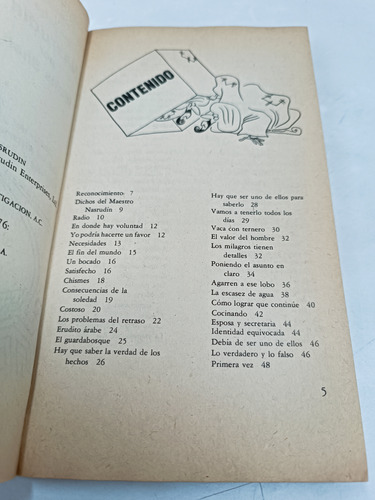 SRUDIN
udin Enterprises,
TIGACION, A.C.
76:
A.
CONTENIDO
Reconocimiento 7
Dichos del Maestro
Nasrudín 9
Radio 10
En donde hay voluntad 12
Yo podría hacerte un favor 12
Necesidades 13
El fin del mundo 15
Un bocado 16
Satisfecho 16
Chismes 18
Consecuencias de la
soledad 19
Costoso 20
Los problemas del retraso 22
Erudito árabe 24
El guardabosque 25
Hay que saber la verdad de los
hechos 26
Hay que ser uno de ellos para
saberlo 28
Vamos a tenerlo todos los
días 29
Vaca con ternero 30
El valor del hombre 32
Los milagros tienen
detalles 32
Poniendo el asunto en
claro 34
Agarren a ese lobo 36
La escasez de agua 38
Cómo lograr que continúe 40
Cocinando 42
Esposa y secretaria 44
Identidad equivocada 44
Debía de ser uno de ellos 46
Lo verdadero y lo falso 46
Primera vez 48
5